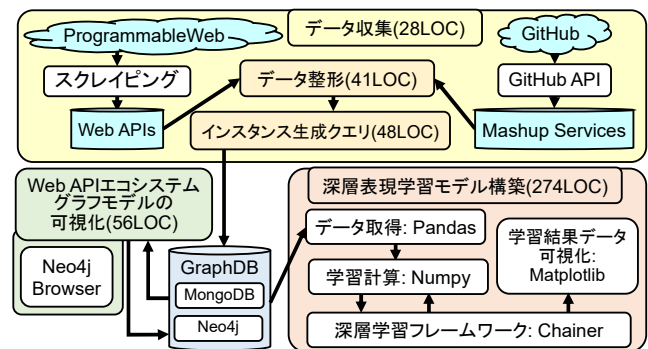 ProgrammableWeb
データ収集(28LOC)
GitHub
スクレイピング
データ整形(41LOC)
GitHub API
Web APIs
インスタンス生成クエリ(48LOC)
Mashup Services
Web APIエコシステム
グラフモデルの
可視化(56LOC)
Neo4j
Browser
GraphDB
MongoDB
Neo4j
深層表現学習モデル構築(274LOC)
データ取得: Pandas
学習計算: Numpy
学習結果データ
可視化:
Matplotlib
深層学習フレームワーク: Chainer